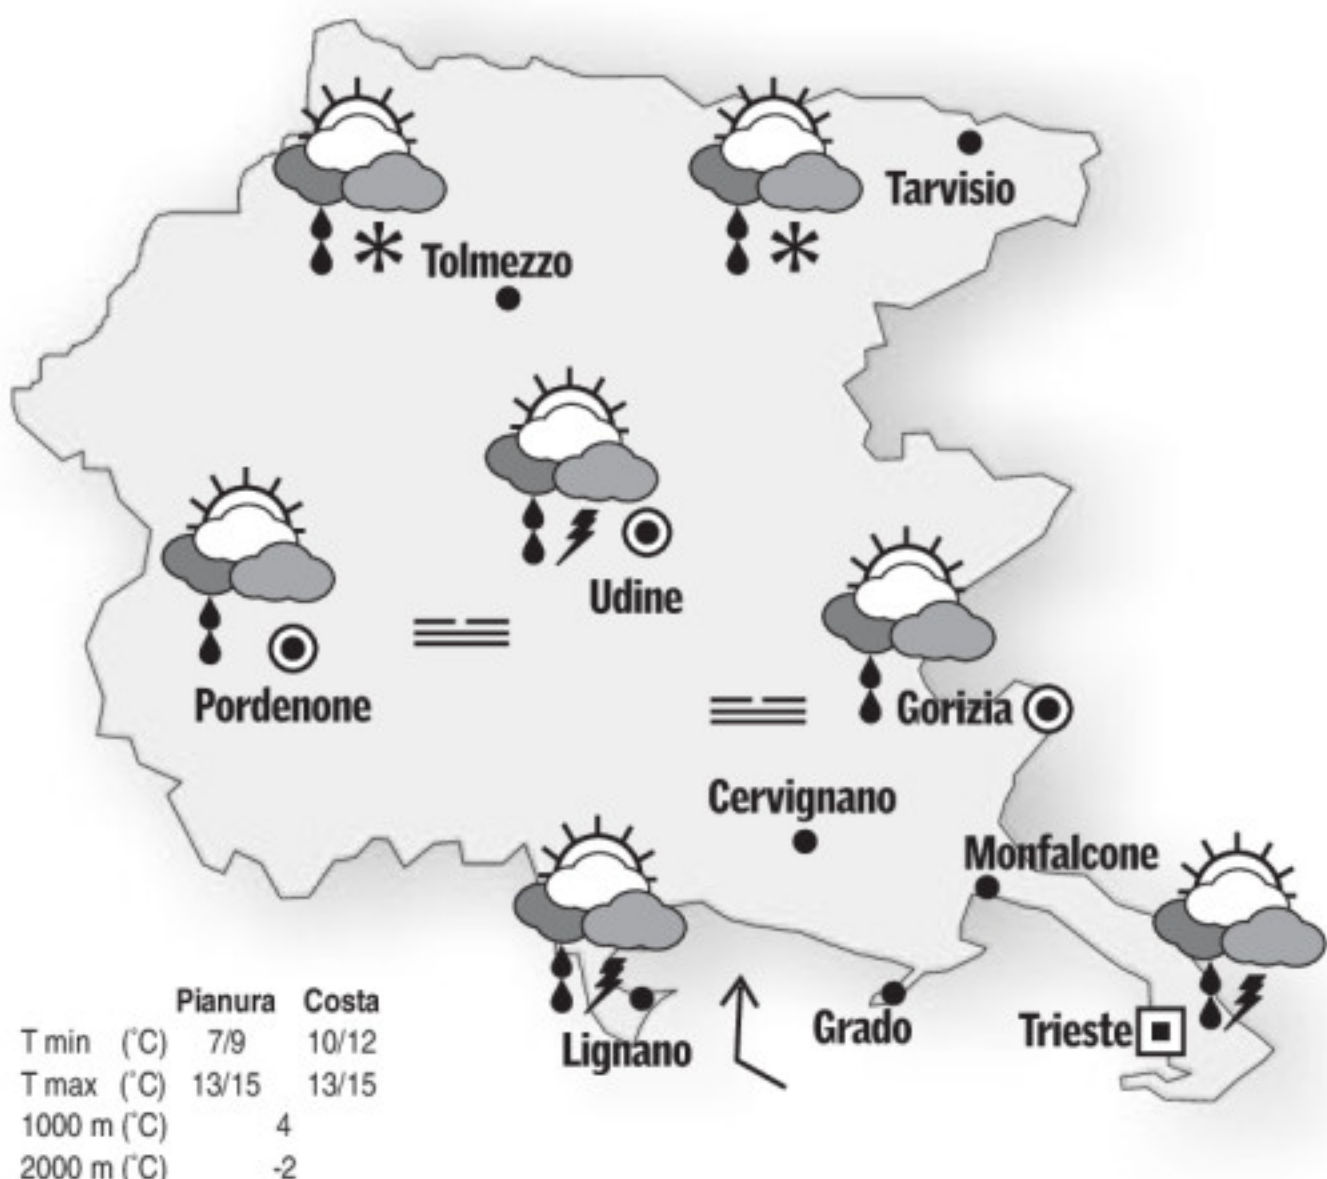 Tarvisio
Tolmezzo
Udine
Pordenone
Gorizia
Cervignano
Monfalcone
Grado
Trieste
Lignano
Pianura Costa
T min (°C) 7/9 10/12
T max (°C) 13/15 13/15
1000 m (°C) 4
2000 m (°C) -2